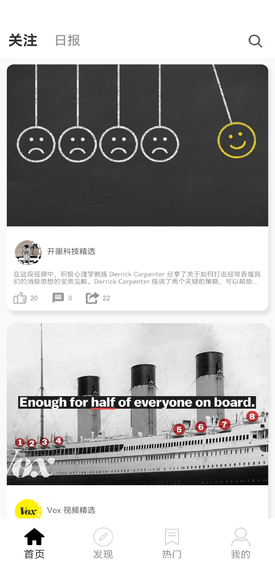 关注 日报
开眼科技精选
在这段视频中，积极心理学教练 Derrick Carpenter 分享了关于如何打击经常吞噬我
们的消极思想的宝贵见解。Derrick Carpenter 强调了两个关键的策略，可以帮助...
20 0 22
Enough for half of everyone on board.
1 2 3 4 5 6 7 8
Vox
Vox Vox 视频精选
首页 发现 热门 我的